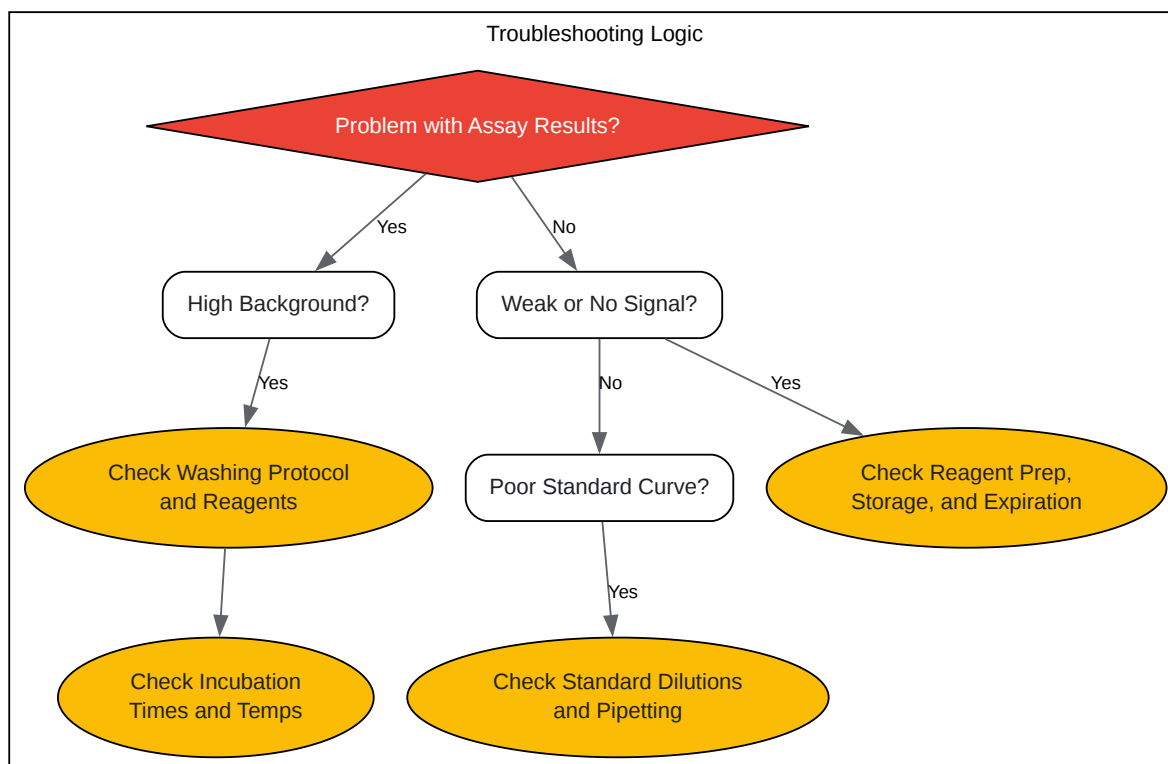 Troubleshooting Logic
Problem with Assay Results?
Yes
No
High Background?
Weak or No Signal?
Yes
No
Yes
Check Washing Protocol
and Reagents
Poor Standard Curve?
Check Reagent Prep,
Storage, and Expiration
Yes
Check Incubation
Times and Temps
Check Standard Dilutions
and Pipetting